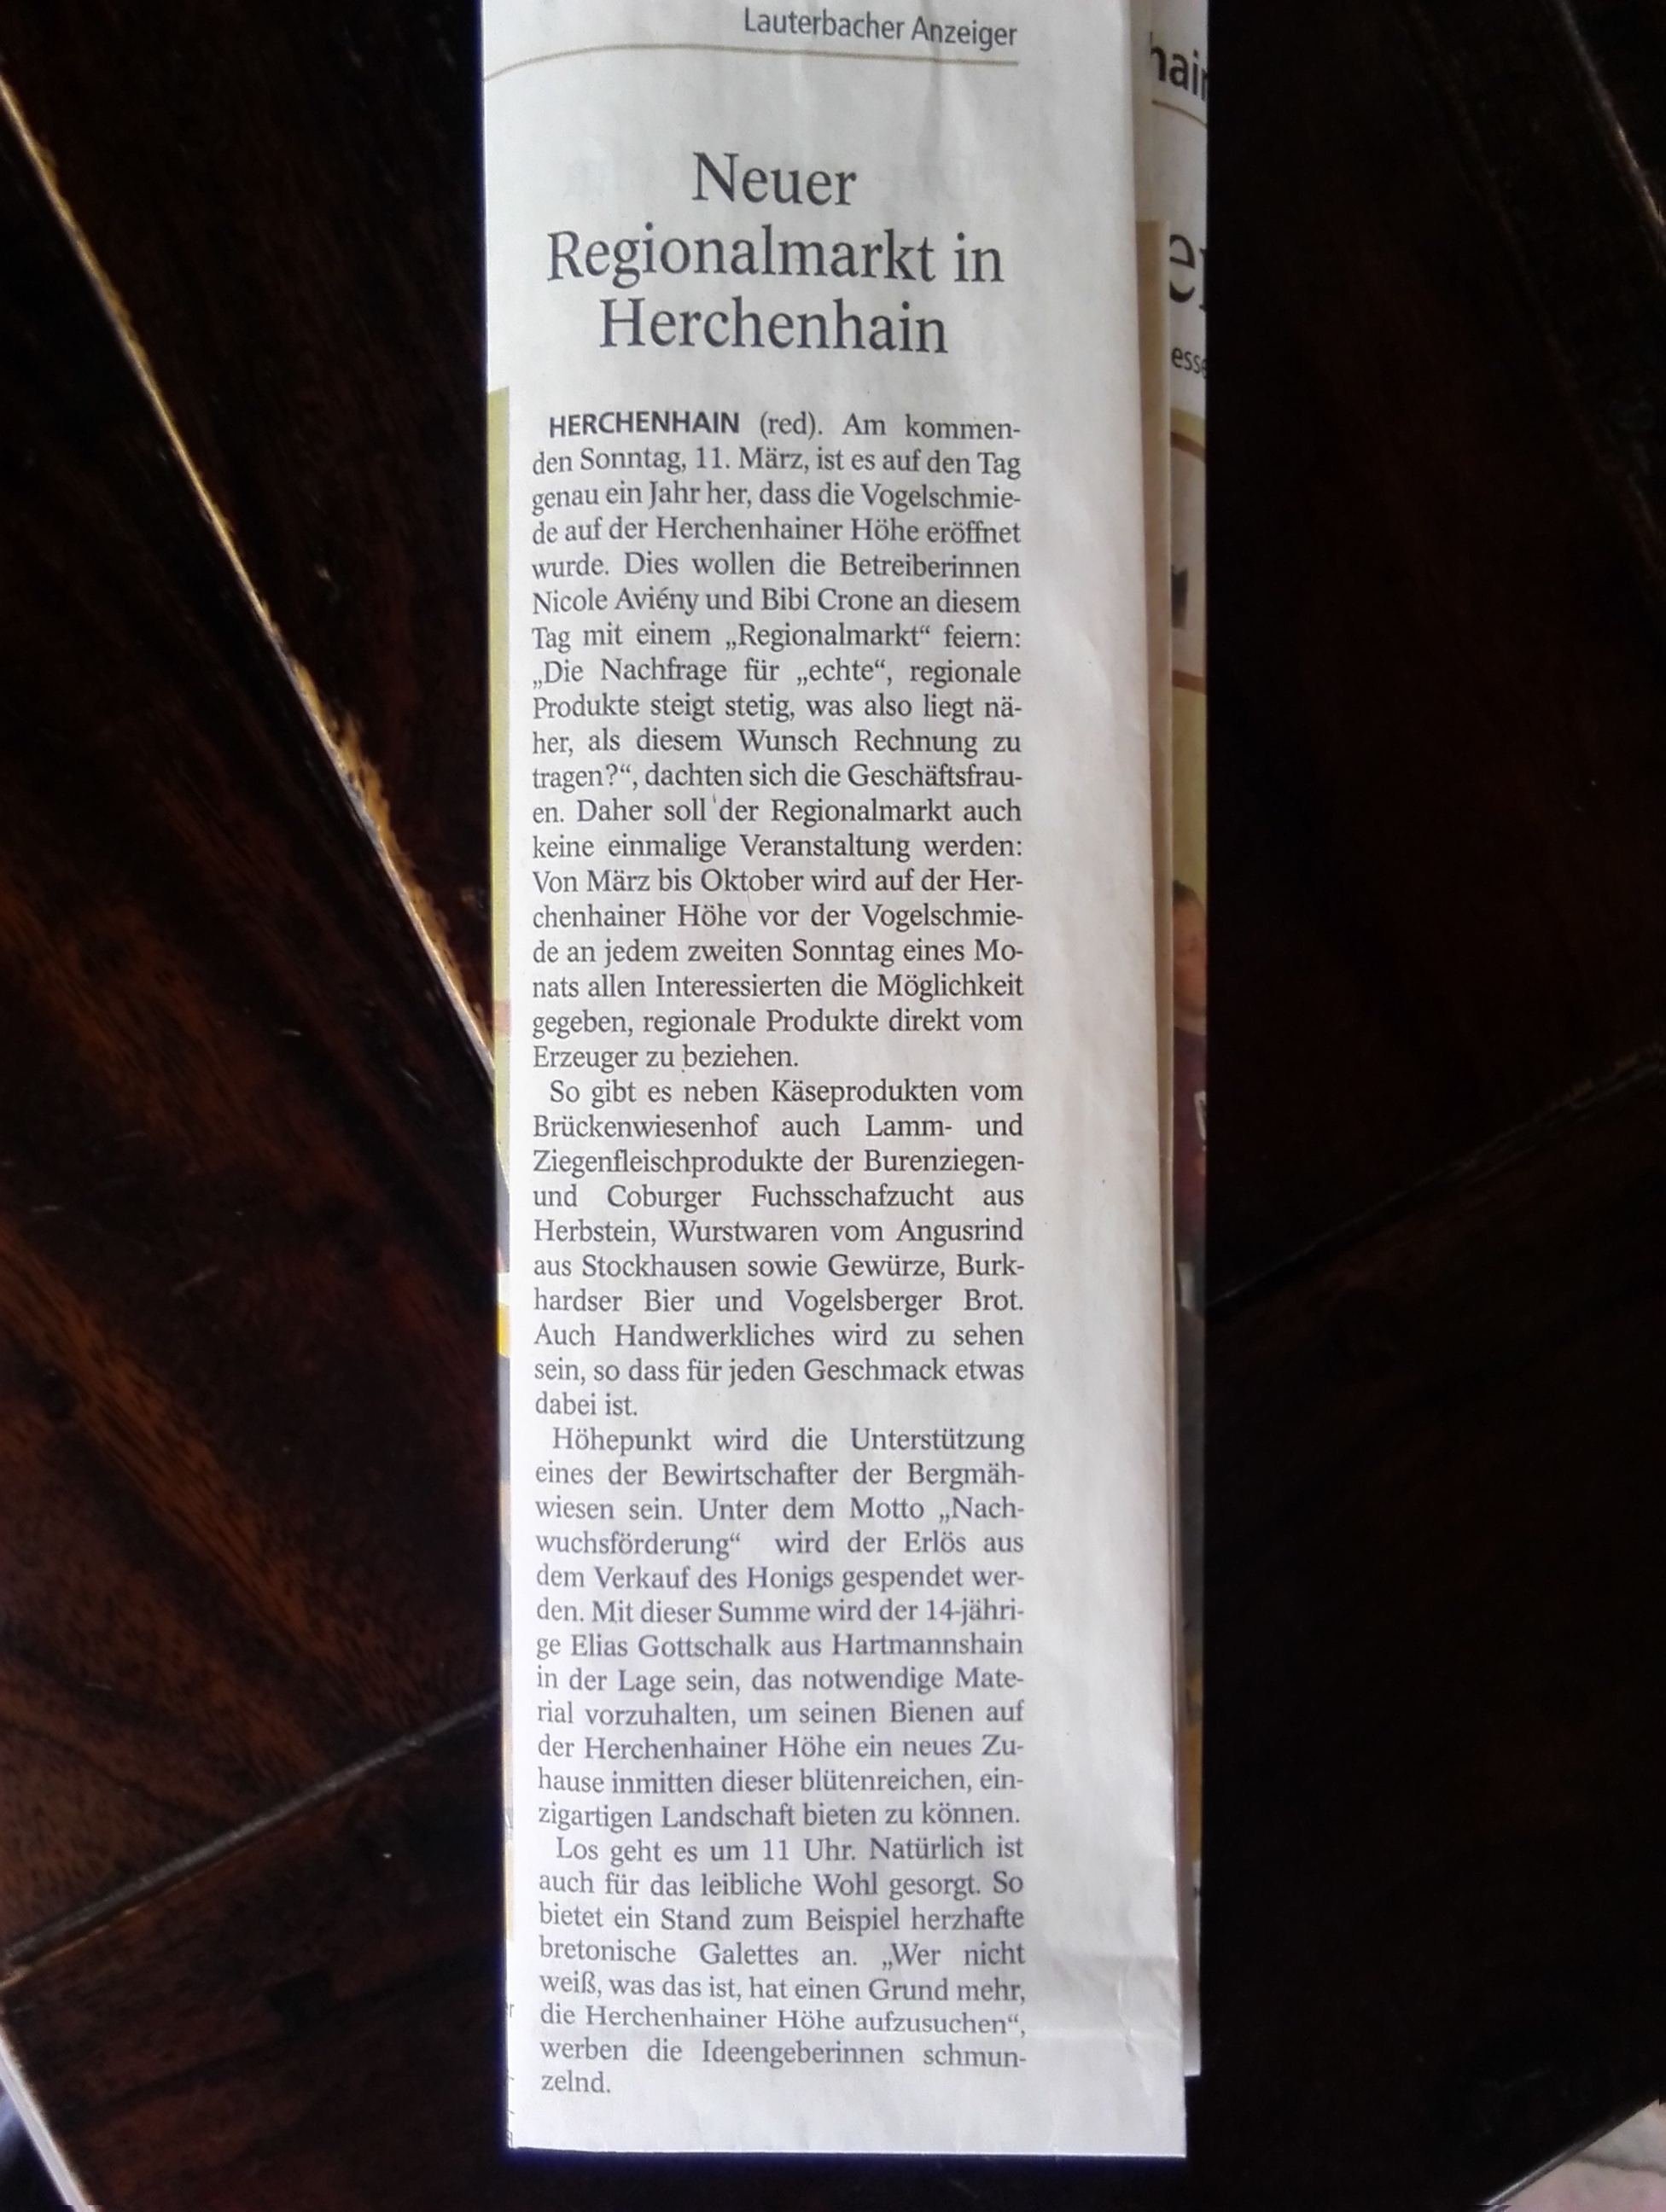 Lauterbacher Anzeiger
hain
Neuer
Regionalmarkt in
Herchenhain
HERCHENHAIN (red). Am kommen-
den Sonntag, 11. März, ist es auf den Tag
genau ein Jahr her, dass die Vogelschmie-
de auf der Herchenhainer Höhe eröffnet
wurde. Dies wollen die Betreiberinnen
Nicole Aviény und Bibi Crone an diesem
Tag mit einem „Regionalmarkt“ feiern:
„Die Nachfrage für „echte“, regionale
Produkte steigt stetig, was also liegt nä-
her, als diesem Wunsch Rechnung zu
tragen?“, dachten sich die Geschäftsfrau-
en. Daher soll der Regionalmarkt auch
keine einmalige Veranstaltung werden:
Von März bis Oktober wird auf der Her-
chenhainer Höhe vor der Vogelschmie-
de an jedem zweiten Sonntag eines Mo-
nats allen Interessierten die Möglichkeit
gegeben, regionale Produkte direkt vom
Erzeuger zu beziehen.
So gibt es neben Käseprodukten vom
Brückenwiesenhof auch Lamm- und
Ziegenfleischprodukte der Burenziegen-
und Coburger Fuchsschafzucht aus
Herbstein, Wurstwaren vom Angusrind
aus Stockhausen sowie Gewürze, Burk-
hardser Bier und Vogelsberger Brot.
Auch Handwerkliches wird zu sehen
sein, so dass für jeden Geschmack etwas
dabei ist.
Höhepunkt wird die Unterstützung
eines der Bewirtschafter der Bergmäh-
wiesen sein. Unter dem Motto „Nach-
wuchsförderung“ wird der Erlös aus
dem Verkauf des Honigs gespendet wer-
den. Mit dieser Summe wird der 14-jähri-
ge Elias Gottschalk aus Hartmannshain
in der Lage sein, das notwendige Mate-
rial vorzuhalten, um seinen Bienen auf
der Herchenhainer Höhe ein neues Zu-
hause inmitten dieser blütenreichen, ein-
zigartigen Landschaft bieten zu können.
Los geht es um 11 Uhr. Natürlich ist
auch für das leibliche Wohl gesorgt. So
bietet ein Stand zum Beispiel herzhafte
bretonische Galettes an. „Wer nicht
weiß, was das ist, hat einen Grund mehr,
die Herchenhainer Höhe aufzusuchen“,
werben die Ideengeberinnen schmun-
zelnd.